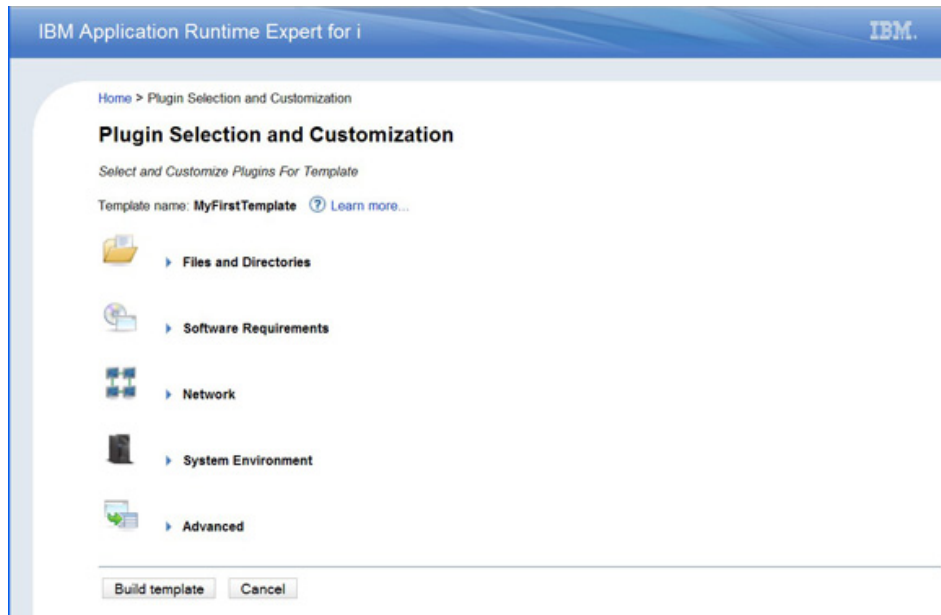 IBM Application Runtime Expert for i
IBM.
Home > Plugin Selection and Customization
Plugin Selection and Customization
Select and Customize Plugins For Template
Template name: MyFirstTemplate ? Learn more...
Files and Directories
Software Requirements
Network
System Environment
Advanced
Build template Cancel